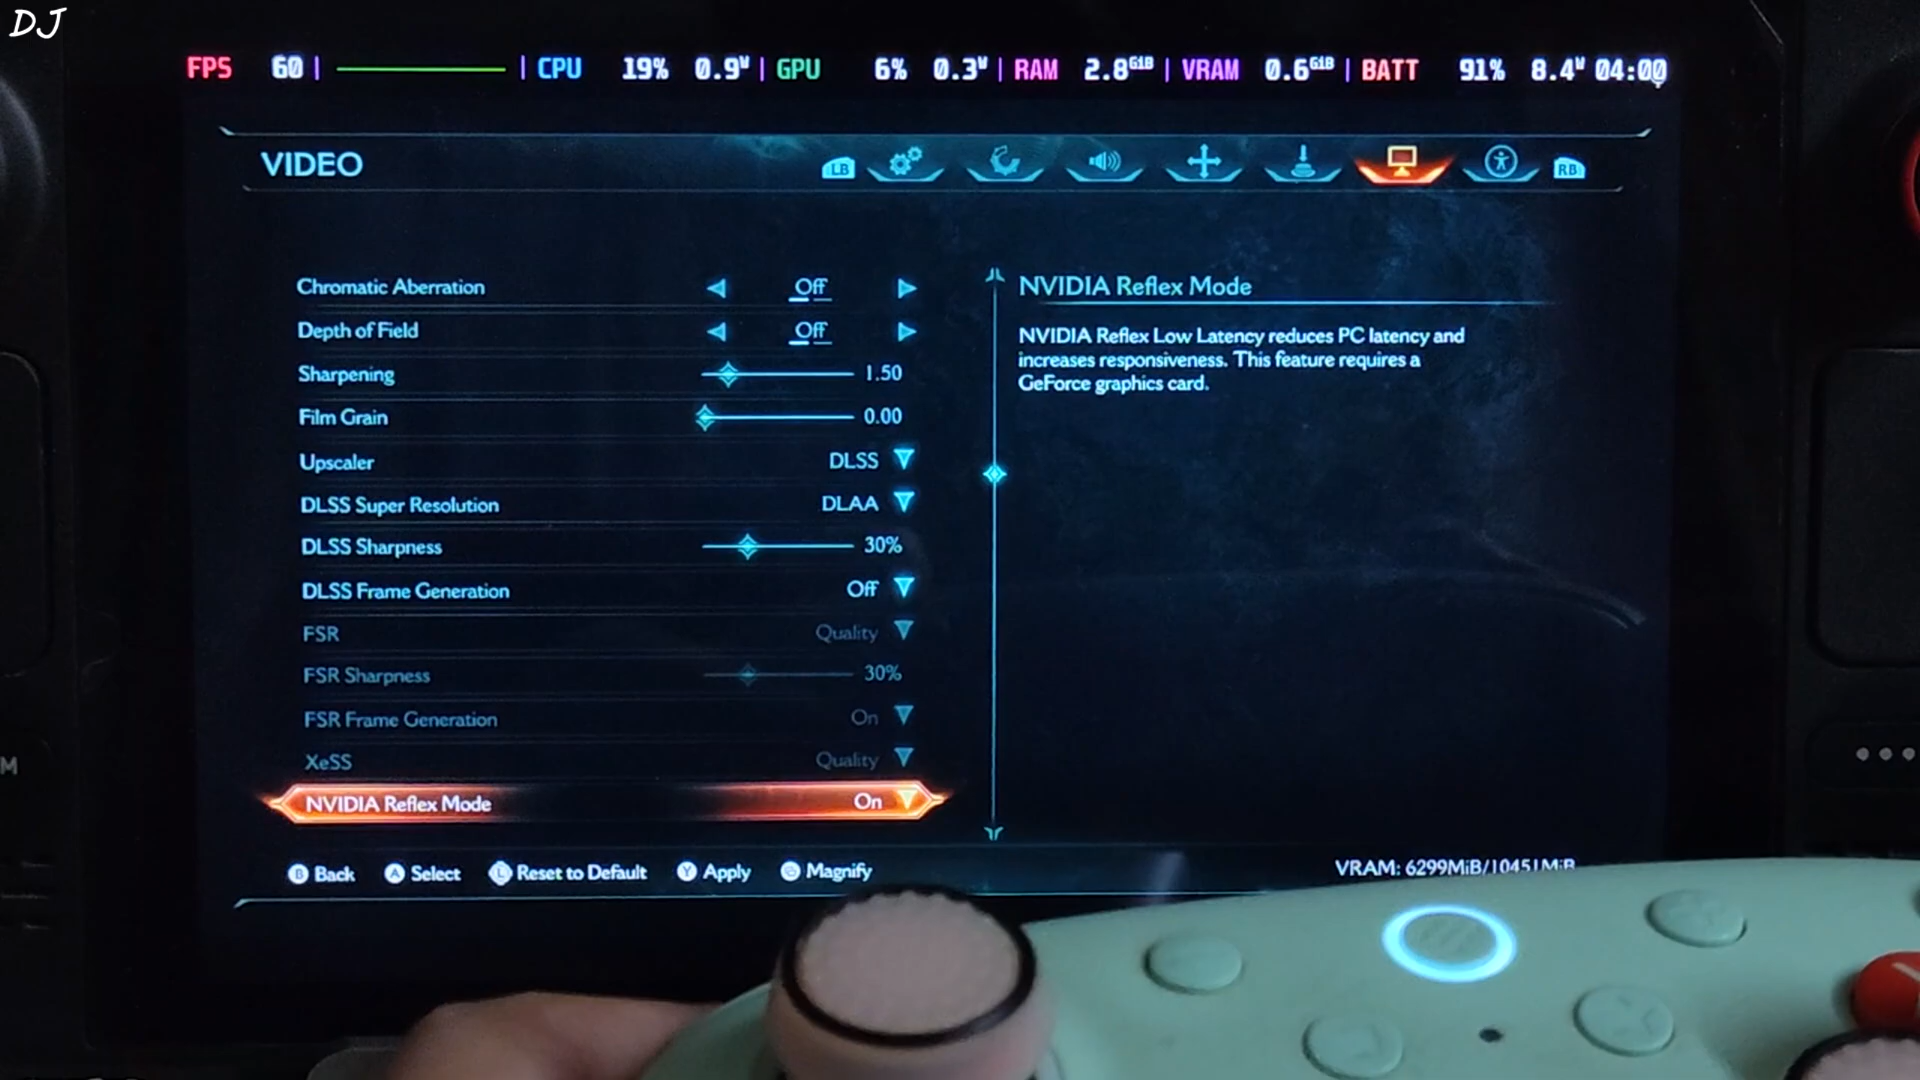 DJ
FPS 60 | | CPU 19% 0.9W | GPU 6% 0.3W | RAM 2.8GiB | VRAM 0.6GiB | BATT 91% 8.4W 04:00
VIDEO LB RB
Chromatic Aberration Off
Depth of Field Off
Sharpening 1.50
Film Grain 0.00
Upscaler DLSS
DLSS Super Resolution DLAA
DLSS Sharpness 30%
DLSS Frame Generation Off
FSR Quality
FSR Sharpness 30%
FSR Frame Generation On
XeSS Quality
NVIDIA Reflex Mode On
NVIDIA Reflex Mode
NVIDIA Reflex Low Latency reduces PC latency and
increases responsiveness. This feature requires a
GeForce graphics card.
B Back A Select L Reset to Default Y Apply Magnify
VRAM: 6299MiB/10451MiB
M